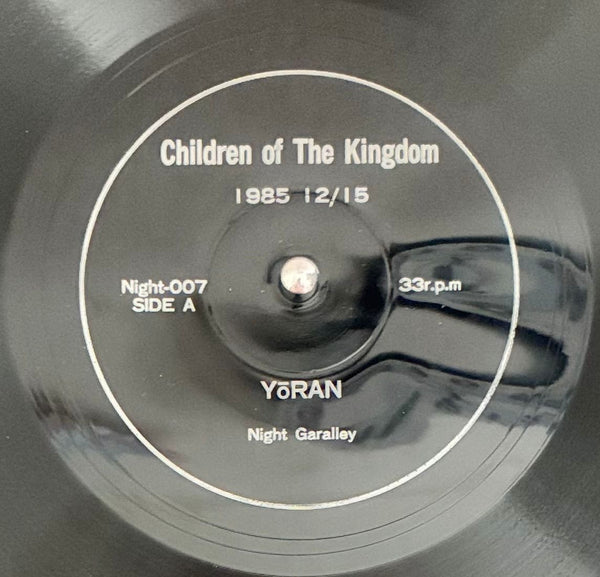 Children of The Kingdom
1985 12/15
Night-007
SIDE A
33r.p.m
YōRAN
Night Garalley